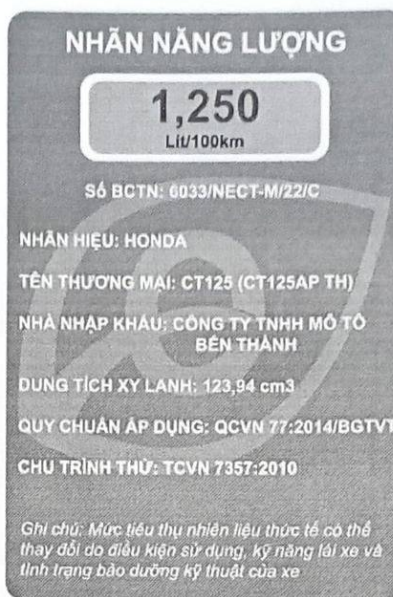 NHÃN NĂNG LƯỢNG
1,250
Lít/100km
Số BCTN: 6033/NECT-M/22/C
NHÃN HIỆU: HONDA
TÊN THƯƠNG MẠI: CT125 (CT125AP TH)
NHÀ NHẬP KHẨU: CÔNG TY TNHH MÔ TÔ
BẾN THÀNH
DUNG TÍCH XY LANH: 123,94 cm3
QUY CHUẨN ÁP DỤNG: QCVN 77:2014/BGTVT
CHU TRÌNH THỬ: TCVN 7357:2010
Ghi chú: Mức tiêu thụ nhiên liệu thực tế có thể
thay đổi do điều kiện sử dụng, kỹ năng lái xe và
tình trạng bảo dưỡng kỹ thuật của xe